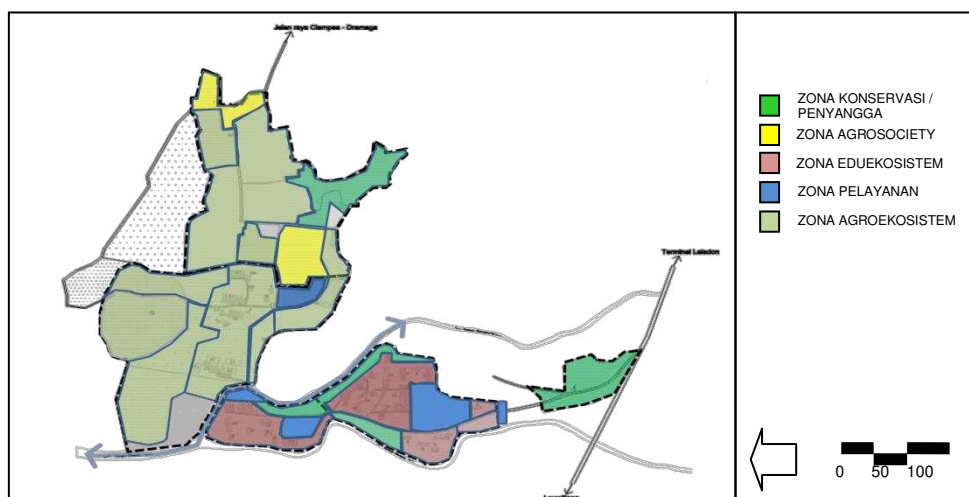 Jalan raya Ciampea - Dramaga
ZONA KONSERVASI /
PENYANGGA
ZONA AGROSOCIETY
ZONA EDUEKOSISTEM
ZONA PELAYANAN
ZONA AGROEKOSISTEM
Terminal Laladon
0 50 100